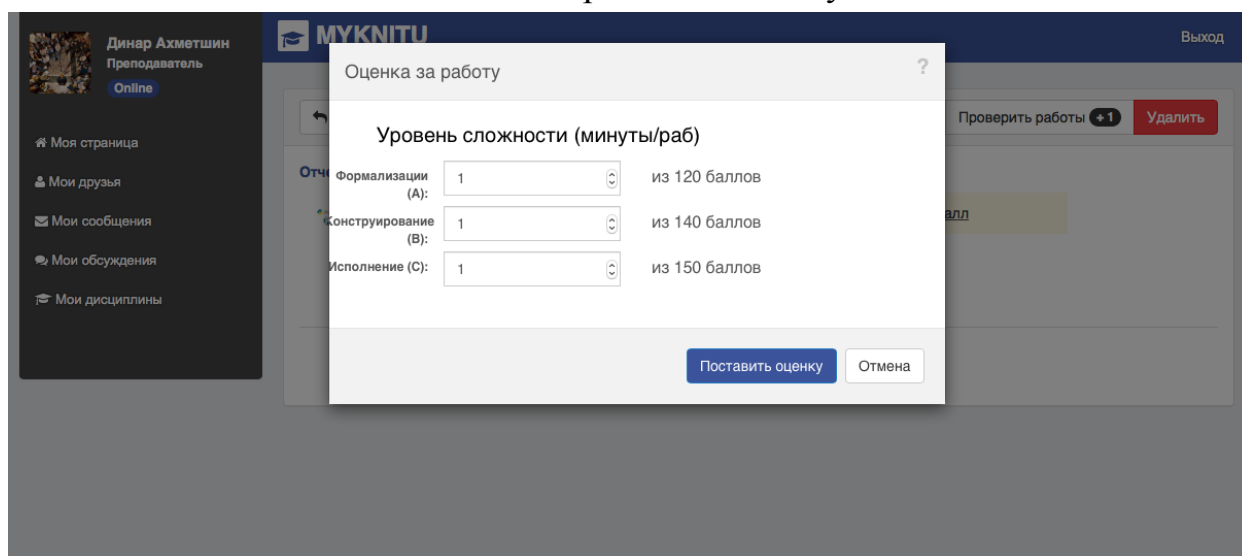 Динар Ахметшин
Преподаватель
Online
Моя страница
Мои друзья
Мои сообщения
Мои обсуждения
Мои дисциплины
MYKNITU
Выход
Проверить работы +1 Удалить
Отче
алл
Оценка за работу ?
Уровень сложности (минуты/раб)
Формализации
(A): 1 из 120 баллов
Конструирование
(B): 1 из 140 баллов
Исполнение (C): 1 из 150 баллов
Поставить оценку Отмена